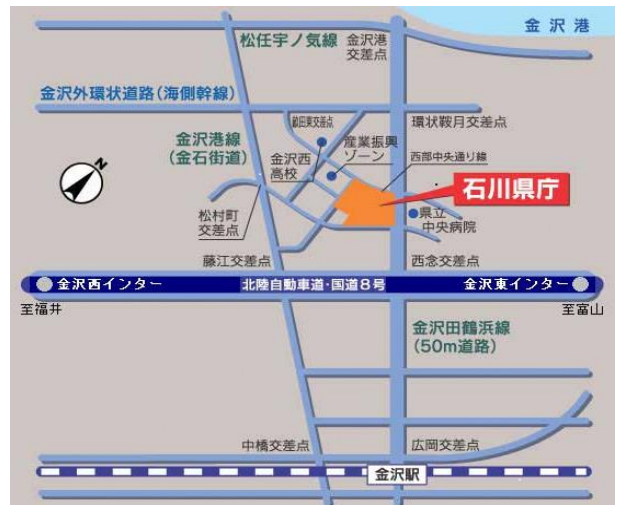 金沢港
松任宇ノ気線
金沢港
交差点
金沢外環状道路(海側幹線)
環状鞍月交差点
金沢港線
(金石街道)
金沢西
高校
産業振興
ゾーン
西部中央通り線
石川県庁
県立
中央病院
松村町
交差点
藤江交差点
西念交差点
金沢西インター
北陸自動車道・国道8号
金沢東インター
至福井
至富山
金沢田鶴浜線
(50m道路)
中橋交差点
広岡交差点
金沢駅
N